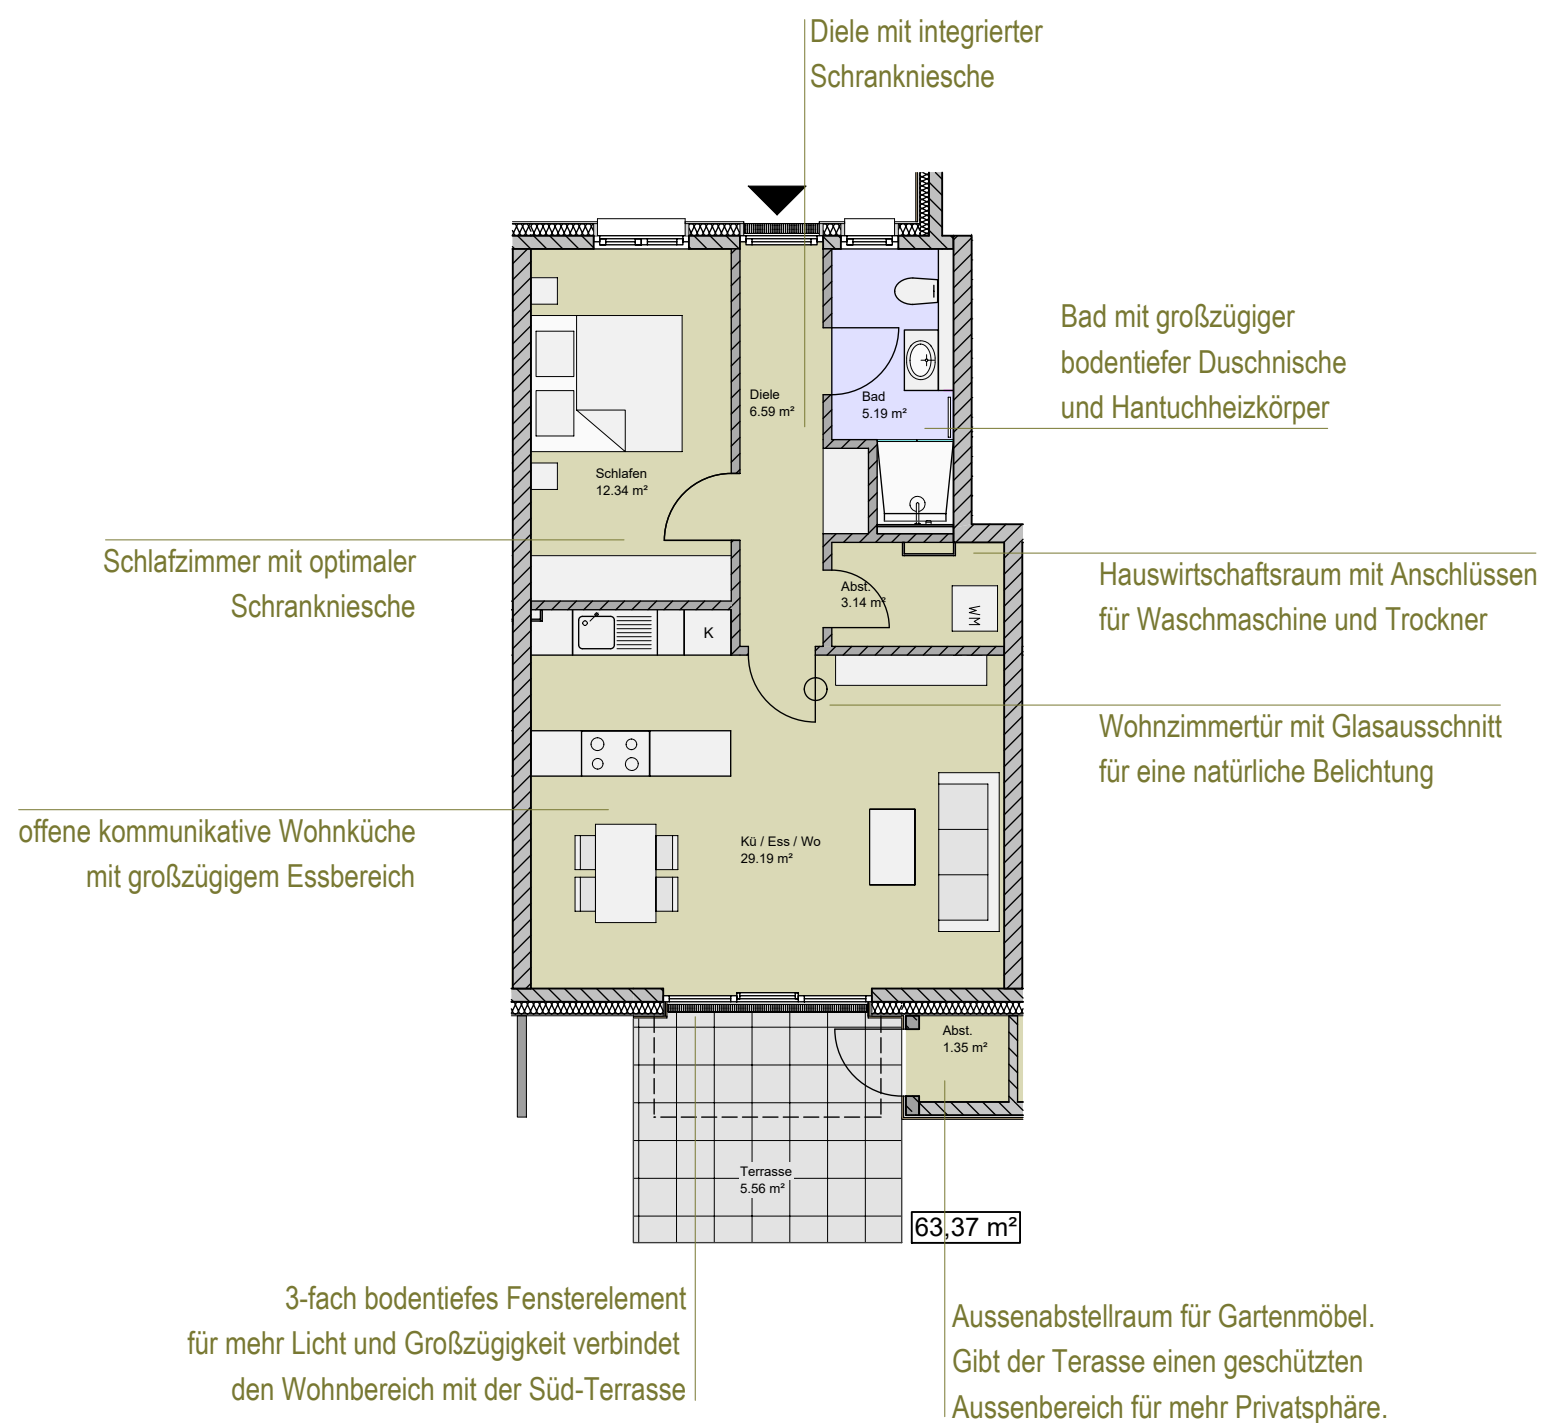 Diele mit integrierter
Schrankniesche
Bad mit großzügiger
bodentiefer Duschnische
und Hantuchheizkörper
Diele
6.59 m²
Bad
5.19 m²
Schlafen
12.34 m²
Schlafzimmer mit optimaler
Schrankniesche
Hauswirtschaftsraum mit Anschlüssen
für Waschmaschine und Trockner
Abst.
3.14 m²
WM
K
Wohnzimmertür mit Glasausschnitt
für eine natürliche Belichtung
offene kommunikative Wohnküche
mit großzügigem Essbereich
Kü / Ess / Wo
29.19 m²
Abst.
1.35 m²
Terrasse
5.56 m²
63,37 m²
3-fach bodentiefes Fensterelement
für mehr Licht und Großzügigkeit verbindet
den Wohnbereich mit der Süd-Terrasse
Aussenabstellraum für Gartenmöbel.
Gibt der Terasse einen geschützten
Aussenbereich für mehr Privatsphäre.